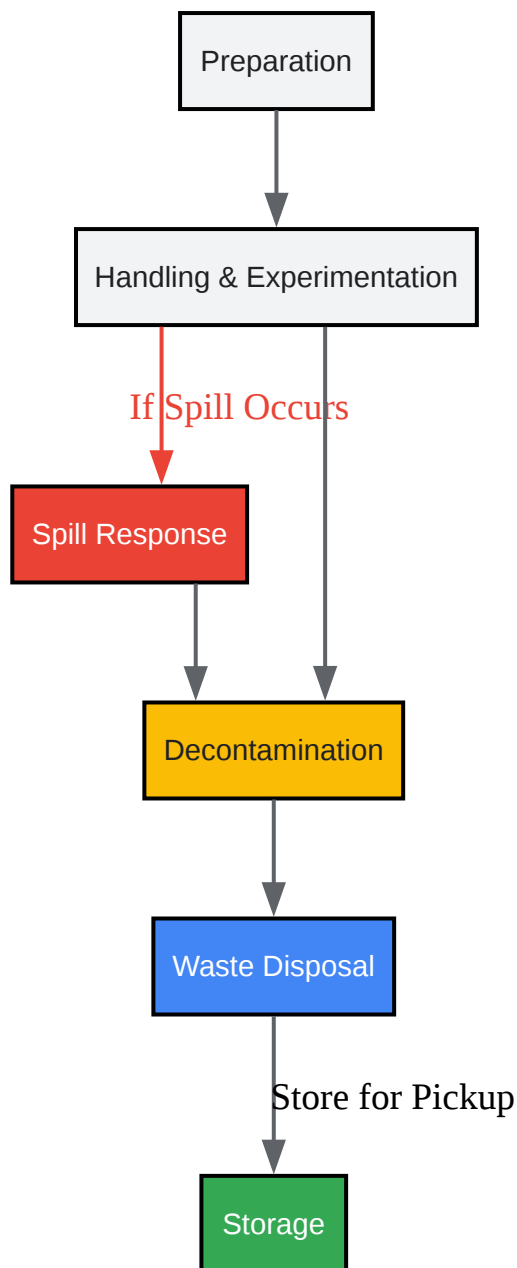 Preparation
Handling & Experimentation
If Spill Occurs
Spill Response
Decontamination
Waste Disposal
Store for Pickup
Storage